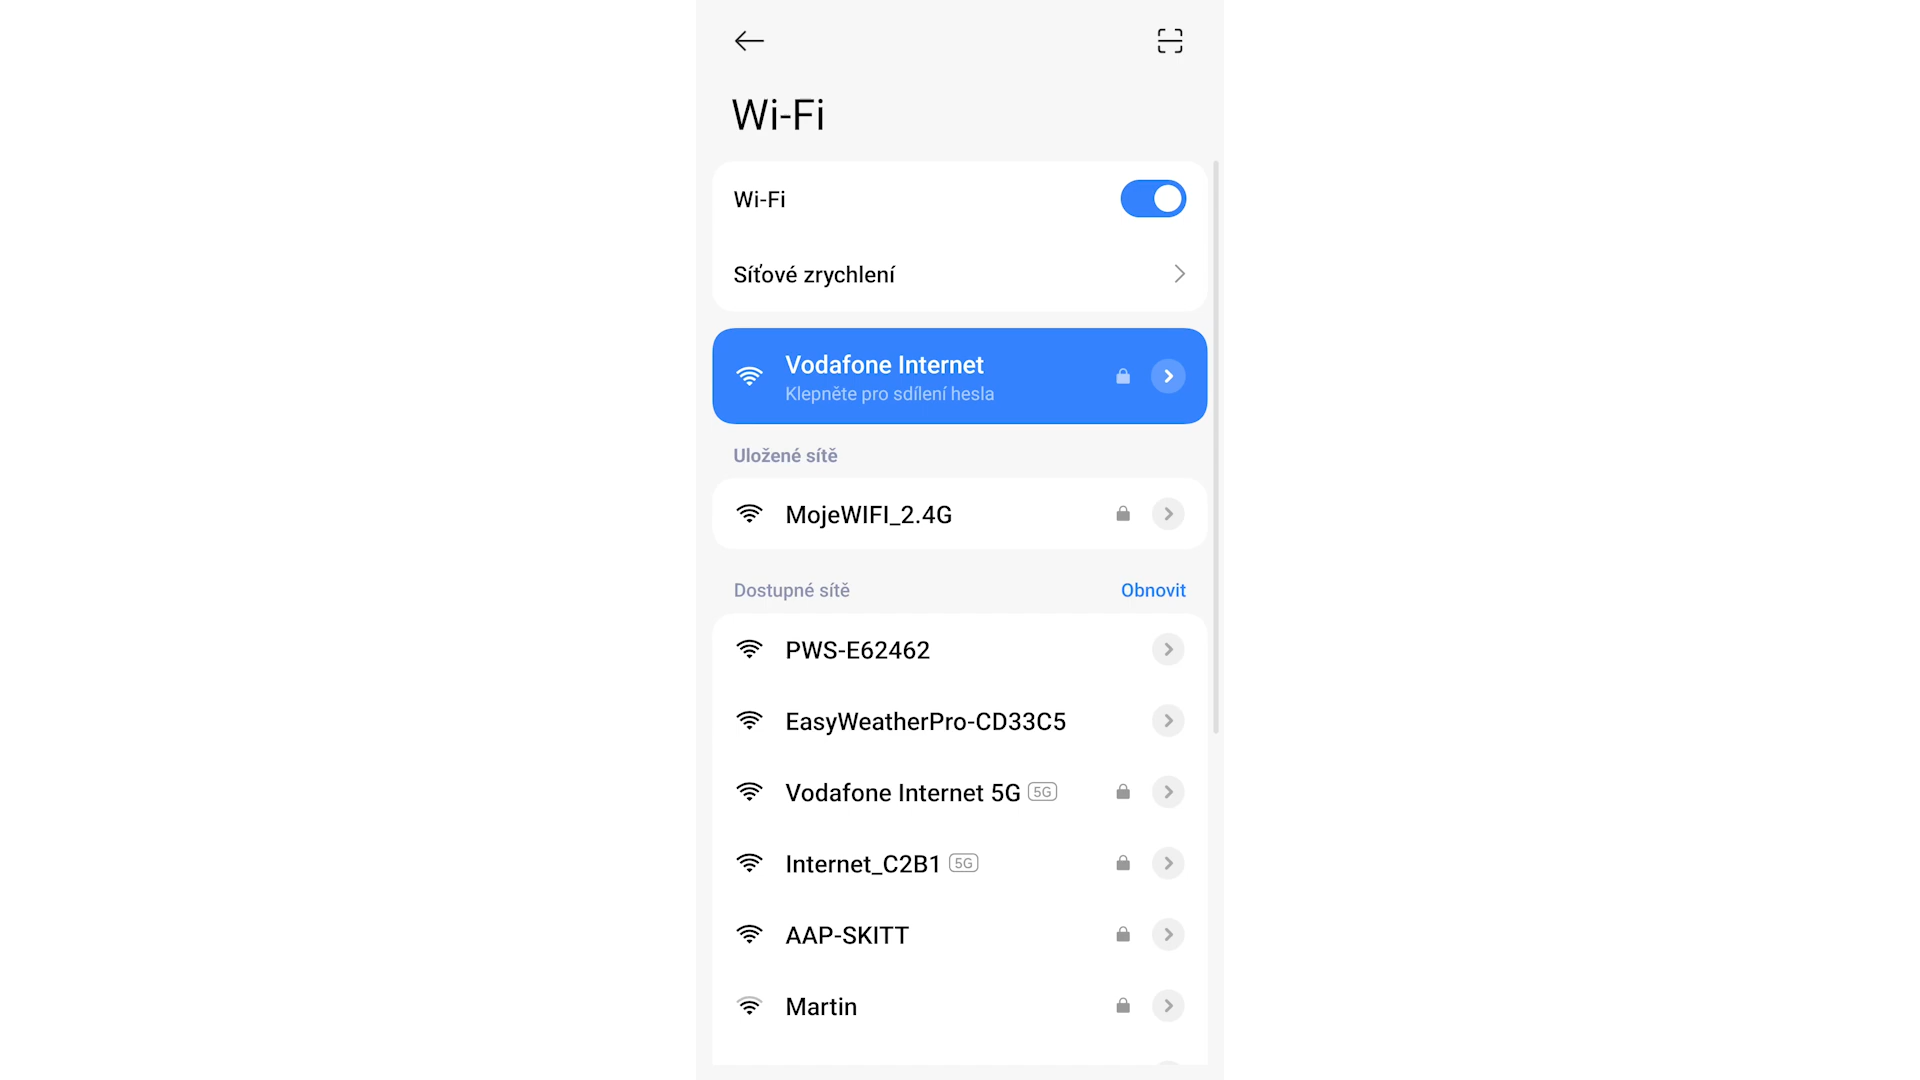 Wi-Fi
Wi-Fi
Síťové zrychlení
Vodafone Internet
Klepněte pro sdílení hesla
Uložené sítě
MojeWIFI_2.4G
Dostupné sítě
Obnovit
PWS-E62462
EasyWeatherPro-CD33C5
Vodafone Internet 5G 5G
Internet_C2B1 5G
AAP-SKITT
Martin